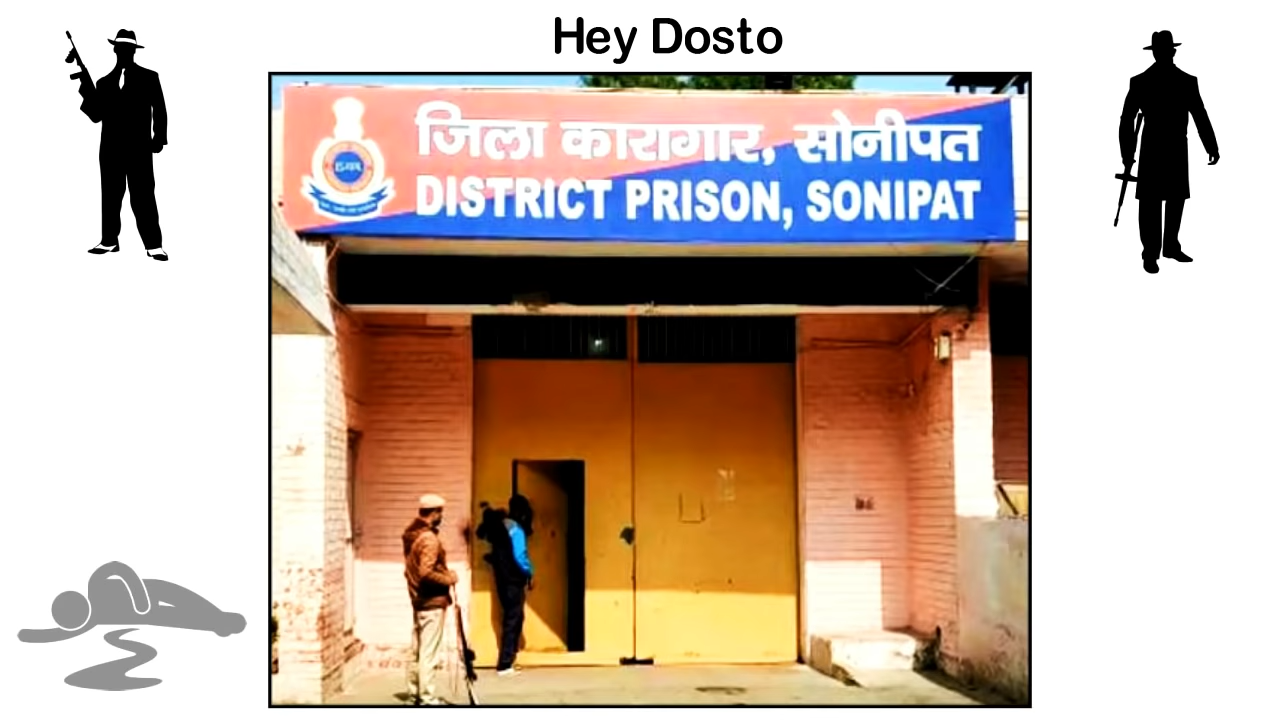 Hey Dosto
जिला कारागार, सोनीपत
DISTRICT PRISON, SONIPAT